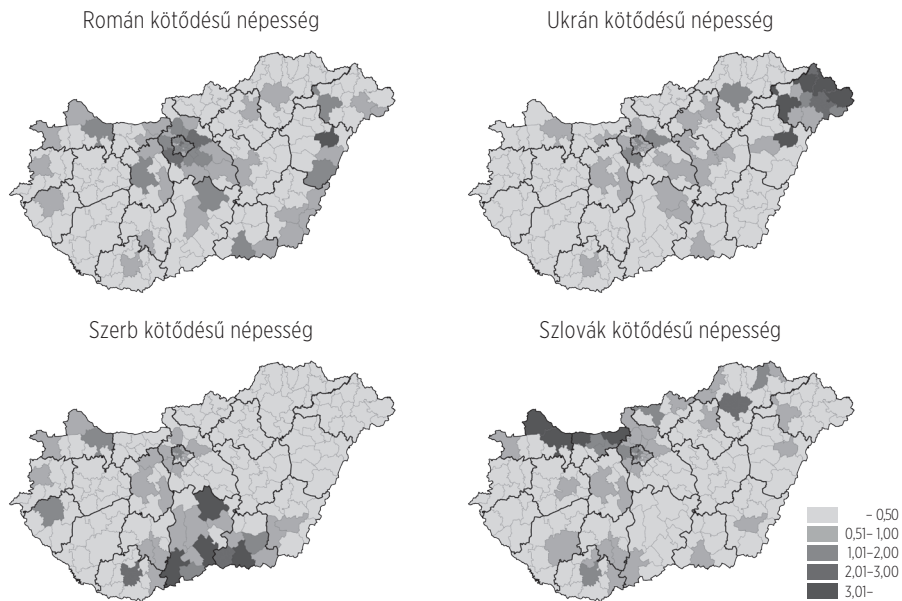 Román kötődésű népesség
Ukrán kötődésű népesség
Szerb kötődésű népesség
Szlovák kötődésű népesség
– 0,50
0,51– 1,00
1,01–2,00
2,01–3,00
3,01–